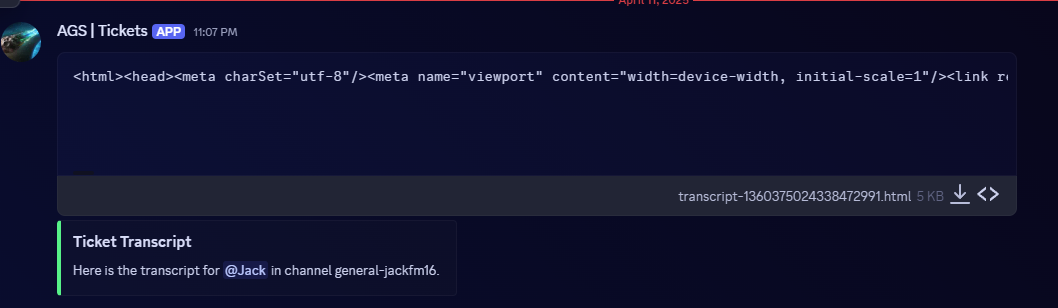 April 11, 2025
AGS | Tickets APP 11:07 PM
<html><head><meta charSet="utf-8"/><meta name="viewport" content="width=device-width, initial-scale=1"/><link r
transcript-1360375024338472991.html 5 KB
Ticket Transcript
Here is the transcript for @Jack in channel general-jackfm16.